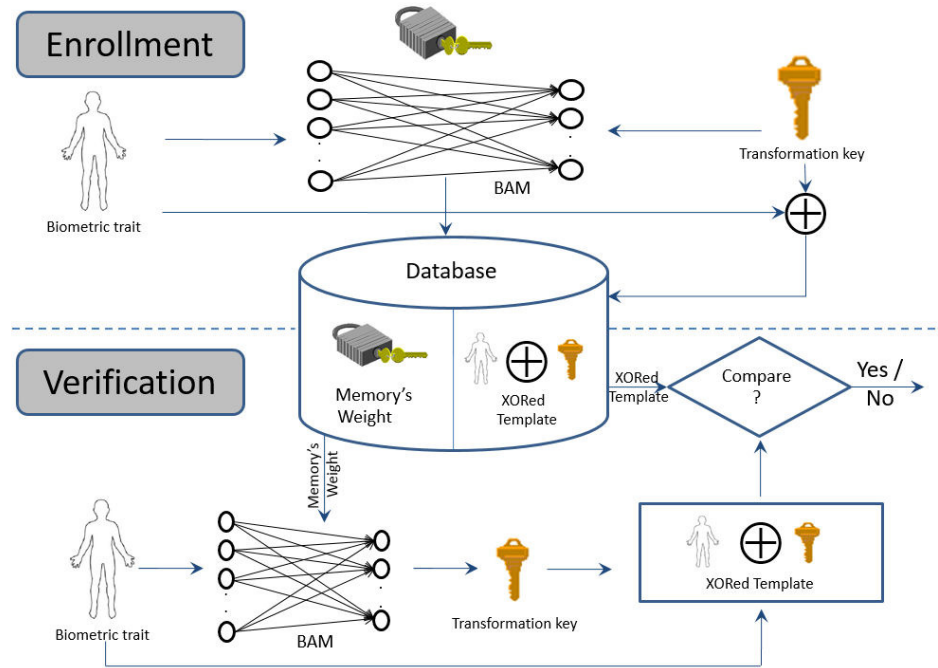 Enrollment
Transformation key
BAM
Biometric trait
Database
Verification
Memory's
Weight
XORed
Template
XORed
Template
Compare
?
Yes /
No
Memory's
Weight
XORed Template
Biometric trait
BAM
Transformation key